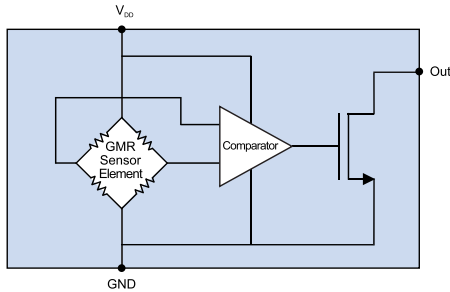 V_DD
Out
GMR
Sensor
Element
Comparator
GND